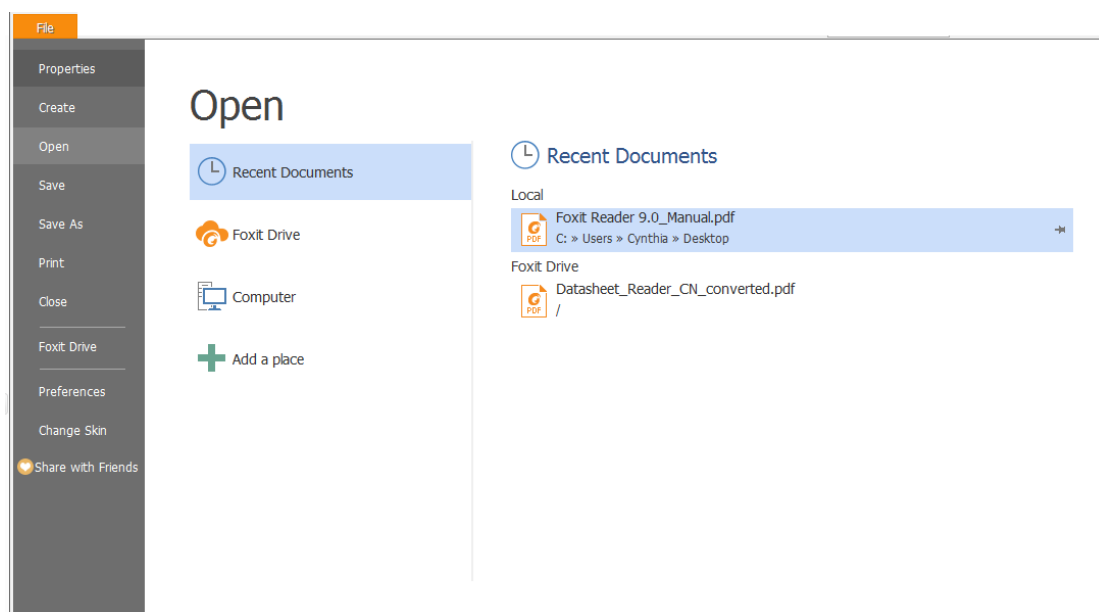 File
Properties
Create
Open
Save
Save As
Print
Close
Foxit Drive
Preferences
Change Skin
Share with Friends
Open
Recent Documents
Foxit Drive
Computer
Add a place
Recent Documents
Local
PDF
Foxit Reader 9.0_Manual.pdf
C: » Users » Cynthia » Desktop
Foxit Drive
PDF
Datasheet_Reader_CN_converted.pdf
/